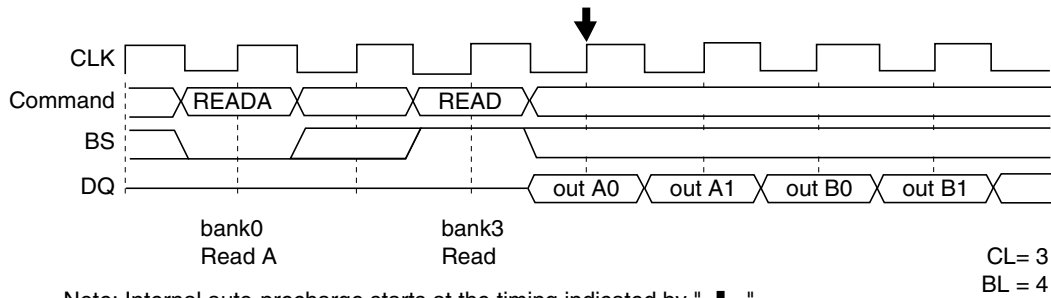 CLK
Command READA READ
BS
DQ out A0 out A1 out B0 out B1
bank0 bank3
Read A Read
CL= 3
BL = 4
Note: Internal auto-precharge starts at the timing indicated by " ".